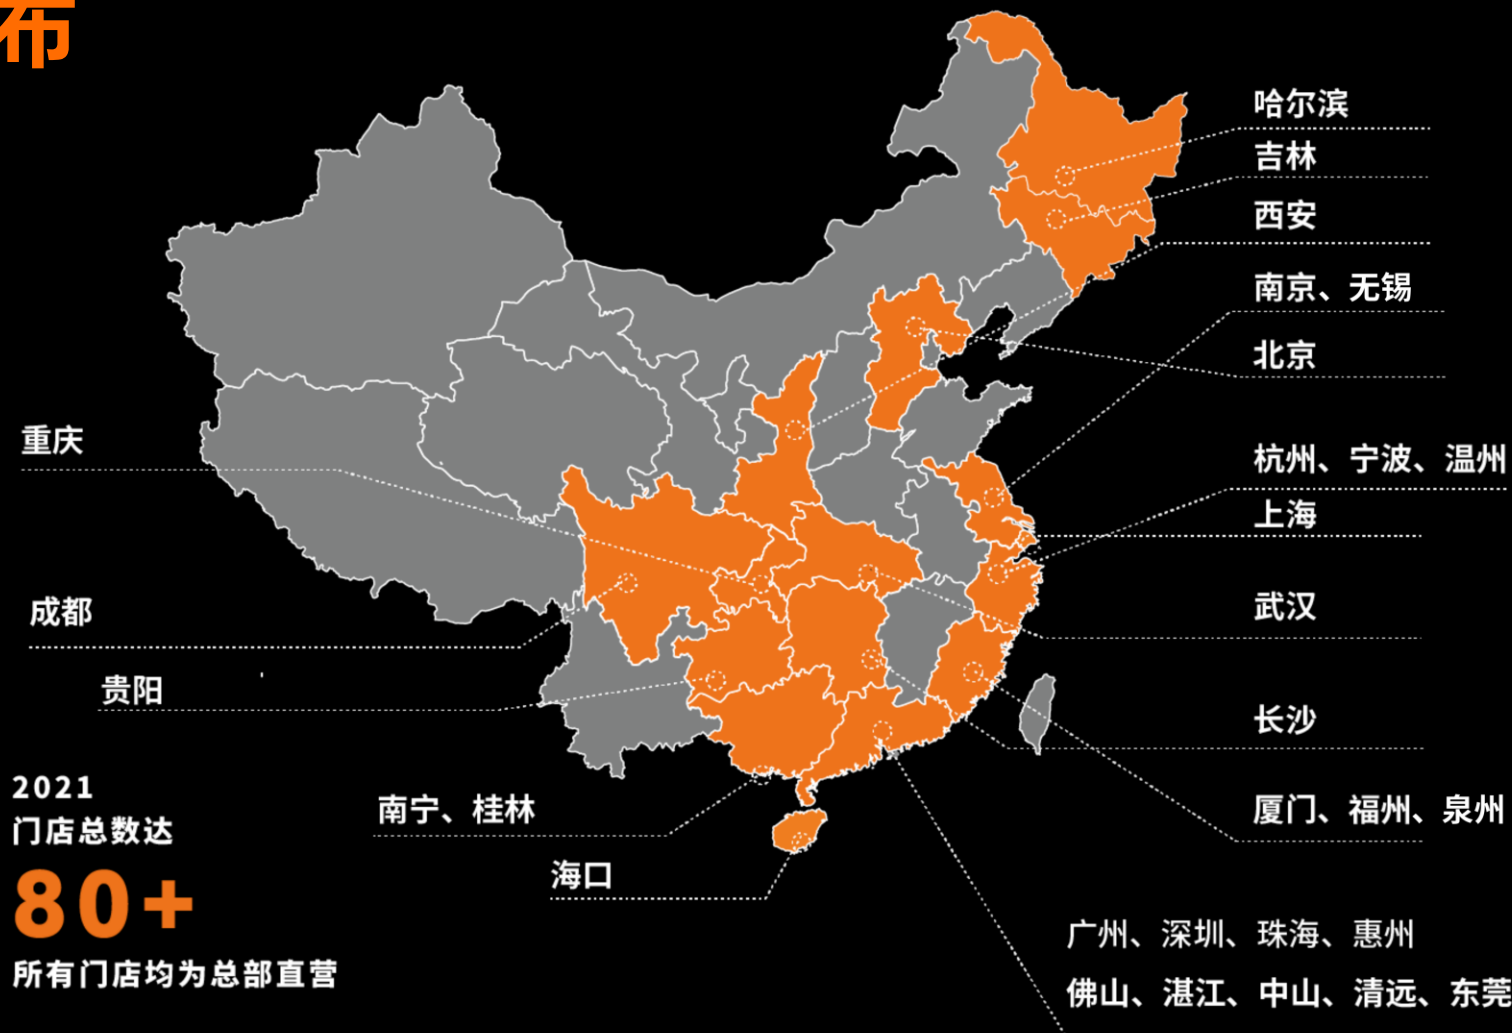 布
哈尔滨
吉林
西安
南京、无锡
北京
重庆
杭州、宁波、温州
上海
成都
武汉
贵阳
长沙
2021
门店总数达
80+
所有门店均为总部直营
南宁、桂林
厦门、福州、泉州
海口
广州、深圳、珠海、惠州
佛山、湛江、中山、清远、东莞